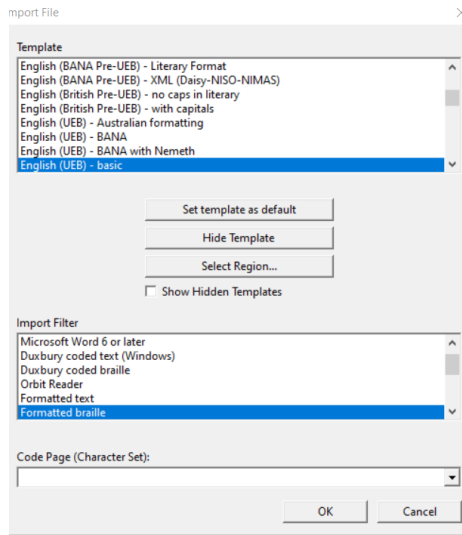 mport File
Template
English (BANA Pre-UEB) - Literary Format
English (BANA Pre-UEB) - XML (Daisy-NISO-NIMAS)
English (British Pre-UEB) - no caps in literary
English (British Pre-UEB) - with capitals
English (UEB) - Australian formatting
English (UEB) - BANA
English (UEB) - BANA with Nemeth
English (UEB) - basic
Set template as default
Hide Template
Select Region...
Show Hidden Templates
Import Filter
Microsoft Word 6 or later
Duxbury coded text (Windows)
Duxbury coded braille
Orbit Reader
Formatted text
Formatted braille
Code Page (Character Set):
OK Cancel